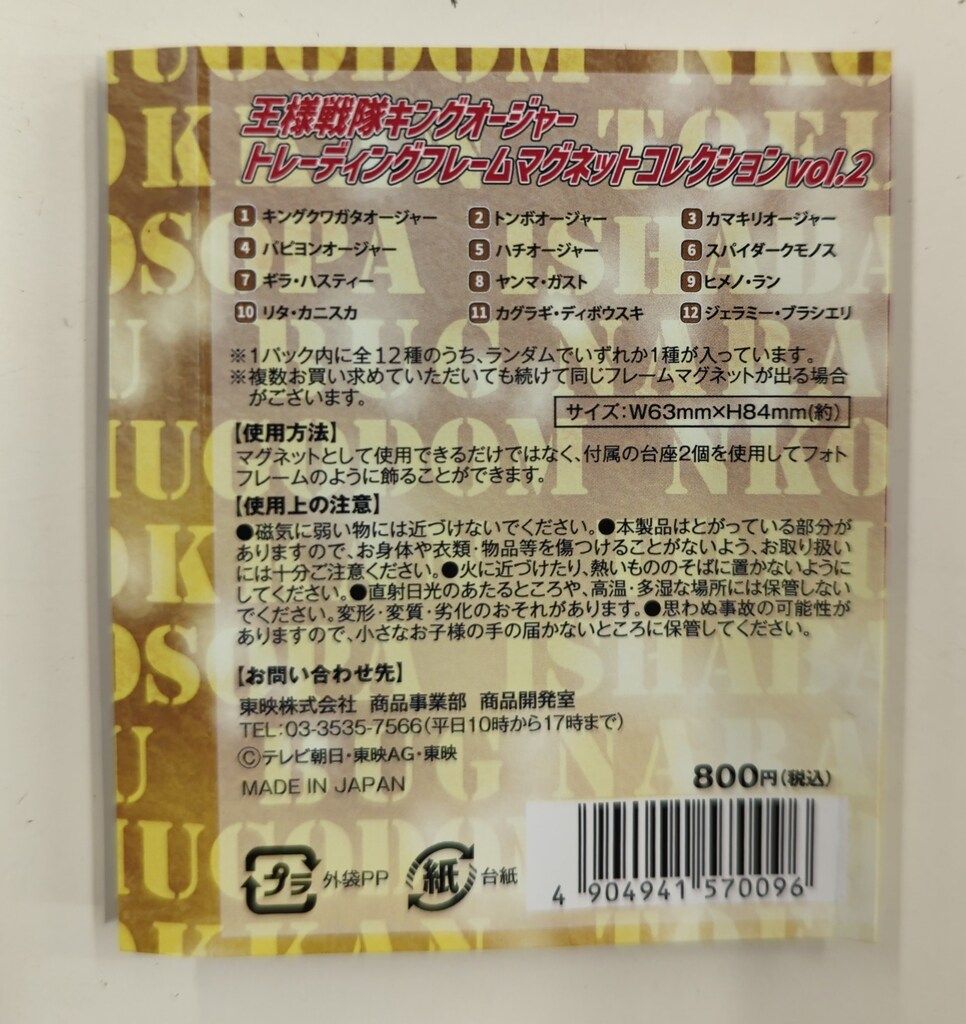 王様戦隊キングオージャー
トレーディングフレームマグネットコレクションvol.2
1 キングクワガタオージャー 2 トンボオージャー 3 カマキリオージャー
4 パピヨンオージャー 5 ハチオージャー 6 スパイダークモノス
7 ギラ・ハスティー 8 ヤンマ・ガスト 9 ヒメノ・ラン
10 リタ・カニスカ 11 カグラギ・ディボウスキ 12 ジェラミー・ブラシエリ
※1パック内に全12種のうち、ランダムでいずれか1種が入っています。
※複数お買い求めていただいても続けて同じフレームマグネットが出る場合
がございます。
サイズ:W63mm×H84mm(約)
【使用方法】
マグネットとして使用できるだけではなく、付属の台座2個を使用してフォト
フレームのように飾ることができます。
【使用上の注意】
●磁気に弱い物には近づけないでください。●本製品はとがっている部分が
ありますので、お身体や衣類・物品等を傷つけることがないよう、お取り扱い
には十分ご注意ください。●火に近づけたり、熱いもののそばに置かないように
してください。●直射日光のあたるところや、高温・多湿な場所には保管しない
でください。変形・変質・劣化のおそれがあります。●思わぬ事故の可能性が
ありますので、小さなお子様の手の届かないところに保管してください。
【お問い合わせ先】
東映株式会社 商品事業部 商品開発室
TEL:03-3535-7566(平日10時から17時まで)
Ⓒテレビ朝日・東映AG・東映
MADE IN JAPAN
800円(税込)
プラ 外袋PP 紙 台紙
4 904941 570096